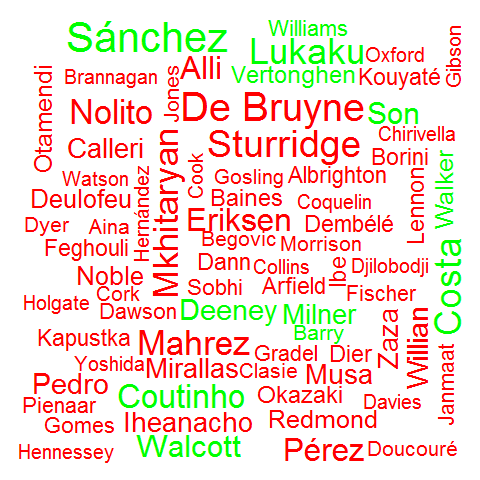 Williams
Sánchez
Lukaku
Oxford
Gibson
Brannagan
Alli
Vertonghen
Kouyaté
Otamendi
Jones
Nolito
De Bruyne
Son
Chirivella
Calleri
Sturridge
Borini
Watson
Hernández
Mkhitaryan
Cook
Gosling
Albrighton
Lennon
Walker
Deulofeu
Baines
Coquelin
Dyer
Aina
Eriksen
Dembélé
Feghouli
Begovic
Morrison
Noble
Dann
Collins
Ibe
Djilobodji
Costa
Cork
Sobhi
Arfield
Fischer
Holgate
Dawson
Deeney
Milner
Kapustka
Mahrez
Barry
Zaza
Willian
Yoshida
Mirallas
Clasie
Gradel
Dier
Janmaat
Pedro
Musa
Pienaar
Coutinho
Okazaki
Davies
Gomes
Iheanacho
Redmond
Hennessey
Walcott
Pérez
Doucouré